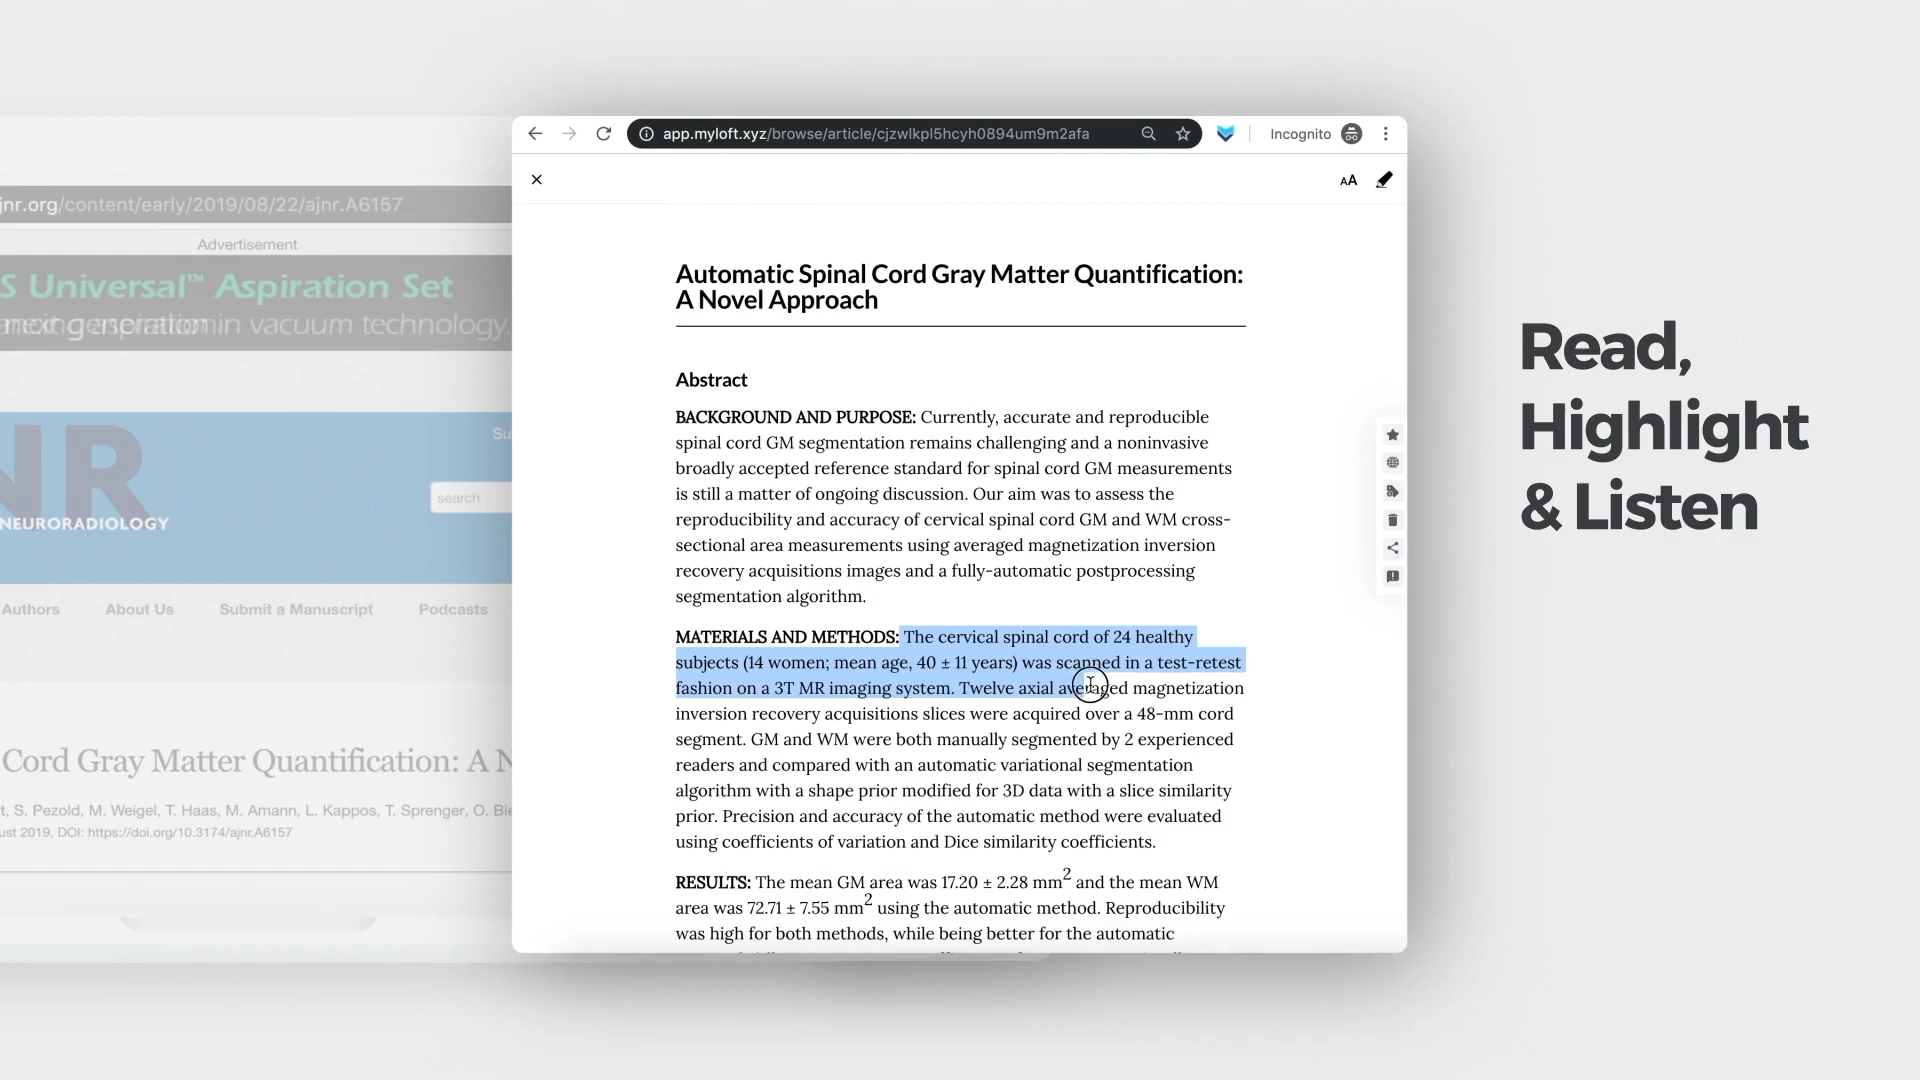 app.myloft.xyz/browse/article/cjzwlkpl5hcyh0894um9m2afa
Incognito
AA
Automatic Spinal Cord Gray Matter Quantification:
A Novel Approach
Abstract
BACKGROUND AND PURPOSE: Currently, accurate and reproducible
spinal cord GM segmentation remains challenging and a noninvasive
broadly accepted reference standard for spinal cord GM measurements
is still a matter of ongoing discussion. Our aim was to assess the
reproducibility and accuracy of cervical spinal cord GM and WM cross-
sectional area measurements using averaged magnetization inversion
recovery acquisitions images and a fully-automatic postprocessing
segmentation algorithm.
MATERIALS AND METHODS: The cervical spinal cord of 24 healthy
subjects (14 women; mean age, 40 ± 11 years) was scanned in a test-retest
fashion on a 3T MR imaging system. Twelve axial averaged magnetization
inversion recovery acquisitions slices were acquired over a 48-mm cord
segment. GM and WM were both manually segmented by 2 experienced
readers and compared with an automatic variational segmentation
algorithm with a shape prior modified for 3D data with a slice similarity
prior. Precision and accuracy of the automatic method were evaluated
using coefficients of variation and Dice similarity coefficients.
RESULTS: The mean GM area was 17.20 ± 2.28 mm² and the mean WM
area was 72.71 ± 7.55 mm² using the automatic method. Reproducibility
was high for both methods, while being better for the automatic
jnr.org/content/early/2019/08/22/ajnr.A6157
Advertisement
S Universal™ Aspiration Set
in vacuum technology.
NR
NEURORADIOLOGY
Su
search
Authors
About Us
Submit a Manuscript
Podcasts
Cord Gray Matter Quantification: A N
t, S. Pezold, M. Weigel, T. Haas, M. Amann, L. Kappos, T. Sprenger, O. Bie
ust 2019, DOI: https://doi.org/10.3174/ajnr.A6157
Read,
Highlight
& Listen